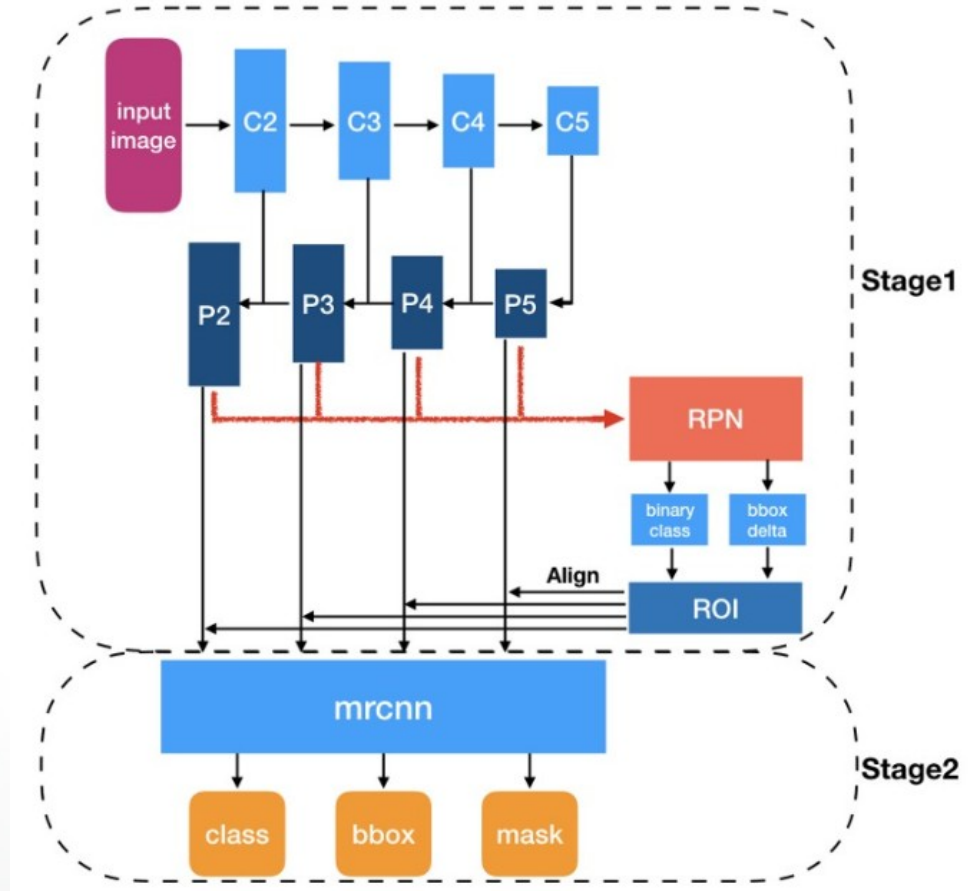 input
image
C2
C3
C4
C5
P2
P3
P4
P5
Stage1
RPN
binary
class
bbox
delta
Align
ROI
mrcnn
Stage2
class
bbox
mask